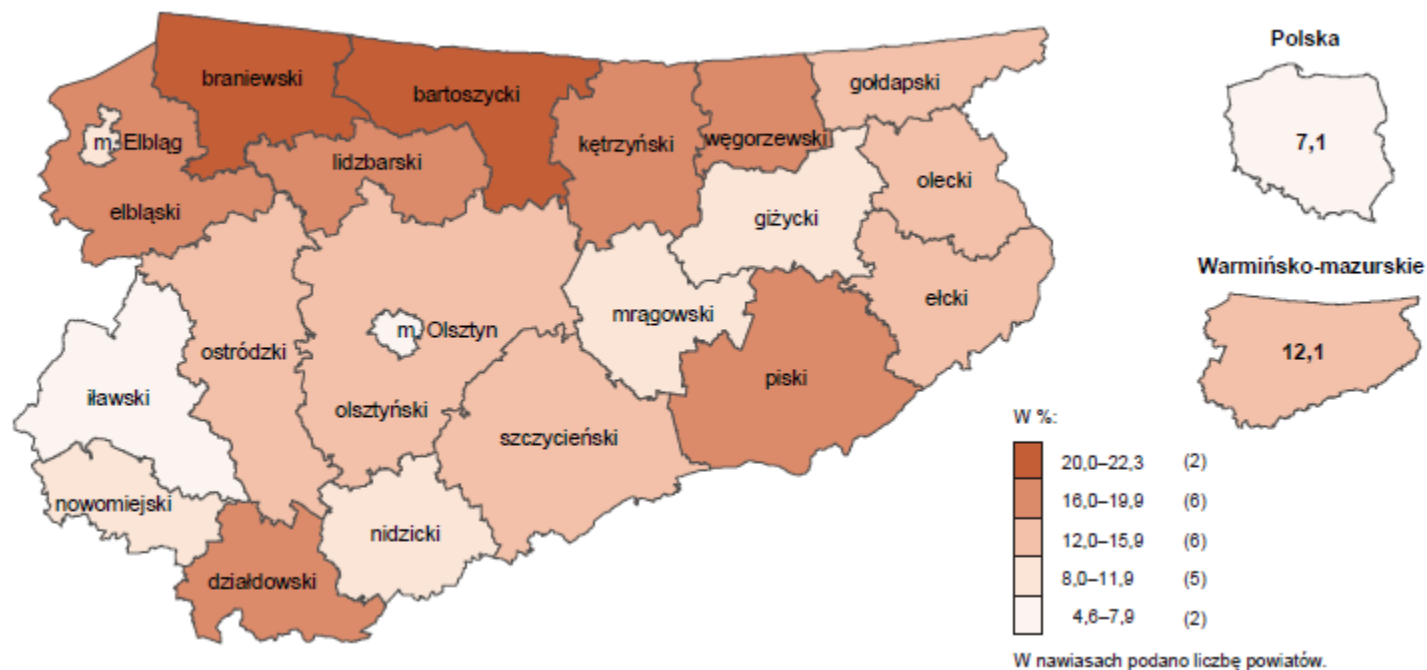 Polska
7,1
Warmińsko-mazurskie
12,1
braniewski
bartoszycki
gołdapski
m. Elbląg
lidzbarski
kętrzyński
węgorzewski
olecki
elbląski
giżycki
ełcki
mrągowski
m. Olsztyn
ostródzki
iławski
olsztyński
piski
szczycieński
nowomiejski
nidzicki
działdowski
W %:
20,0–22,3 (2)
16,0–19,9 (6)
12,0–15,9 (6)
8,0–11,9 (5)
4,6–7,9 (2)
W nawiasach podano liczbę powiatów.